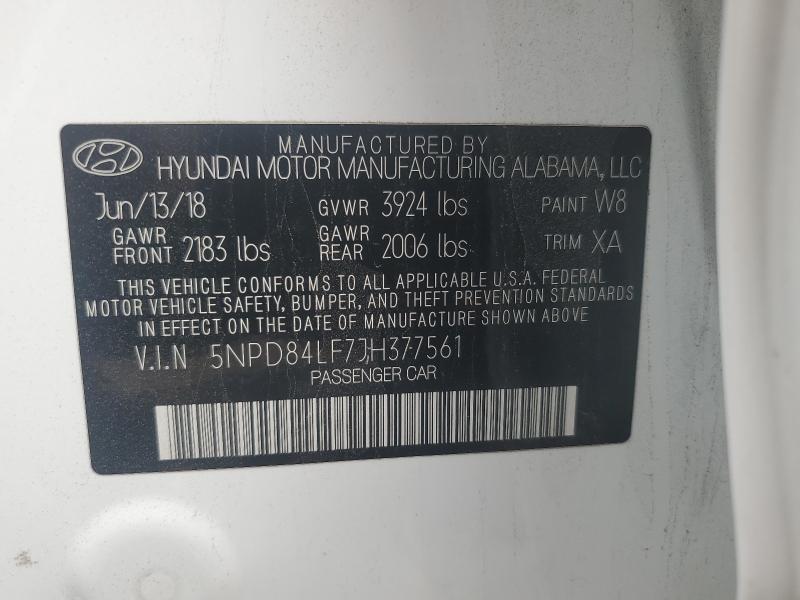 MANUFACTURED BY
HYUNDAI MOTOR MANUFACTURING ALABAMA, LLC
Jun/13/18 GVWR 3924 lbs PAINT W8
GAWR FRONT 2183 lbs GAWR REAR 2006 lbs TRIM XA
THIS VEHICLE CONFORMS TO ALL APPLICABLE U.S.A. FEDERAL
MOTOR VEHICLE SAFETY, BUMPER, AND THEFT PREVENTION STANDARDS
IN EFFECT ON THE DATE OF MANUFACTURE SHOWN ABOVE.
V.I.N 5NPD84LF7JH377561
PASSENGER CAR